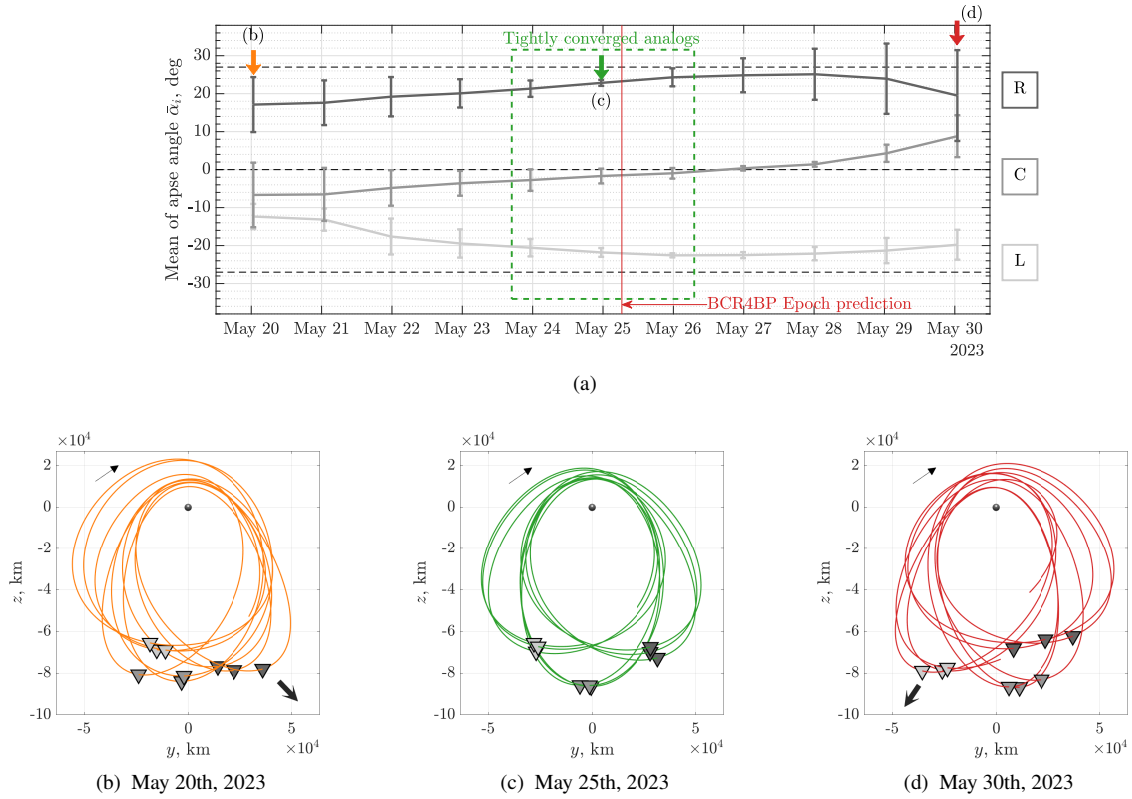 (d)
(b)
Tightly converged analogs
(c)
Mean of apse angle ᾱᵢ, deg
30
20
10
0
-10
-20
-30
R
C
L
BCR4BP Epoch prediction
May 20 May 21 May 22 May 23 May 24 May 25 May 26 May 27 May 28 May 29 May 30
2023
(a)
×10⁴
2
0
-2
-4
-6
-8
-10
z, km
-5 0 5
×10⁴
y, km
(b) May 20th, 2023
×10⁴
2
0
-2
-4
-6
-8
-10
z, km
-5 0 5
×10⁴
y, km
(c) May 25th, 2023
×10⁴
2
0
-2
-4
-6
-8
-10
z, km
-5 0 5
×10⁴
y, km
(d) May 30th, 2023